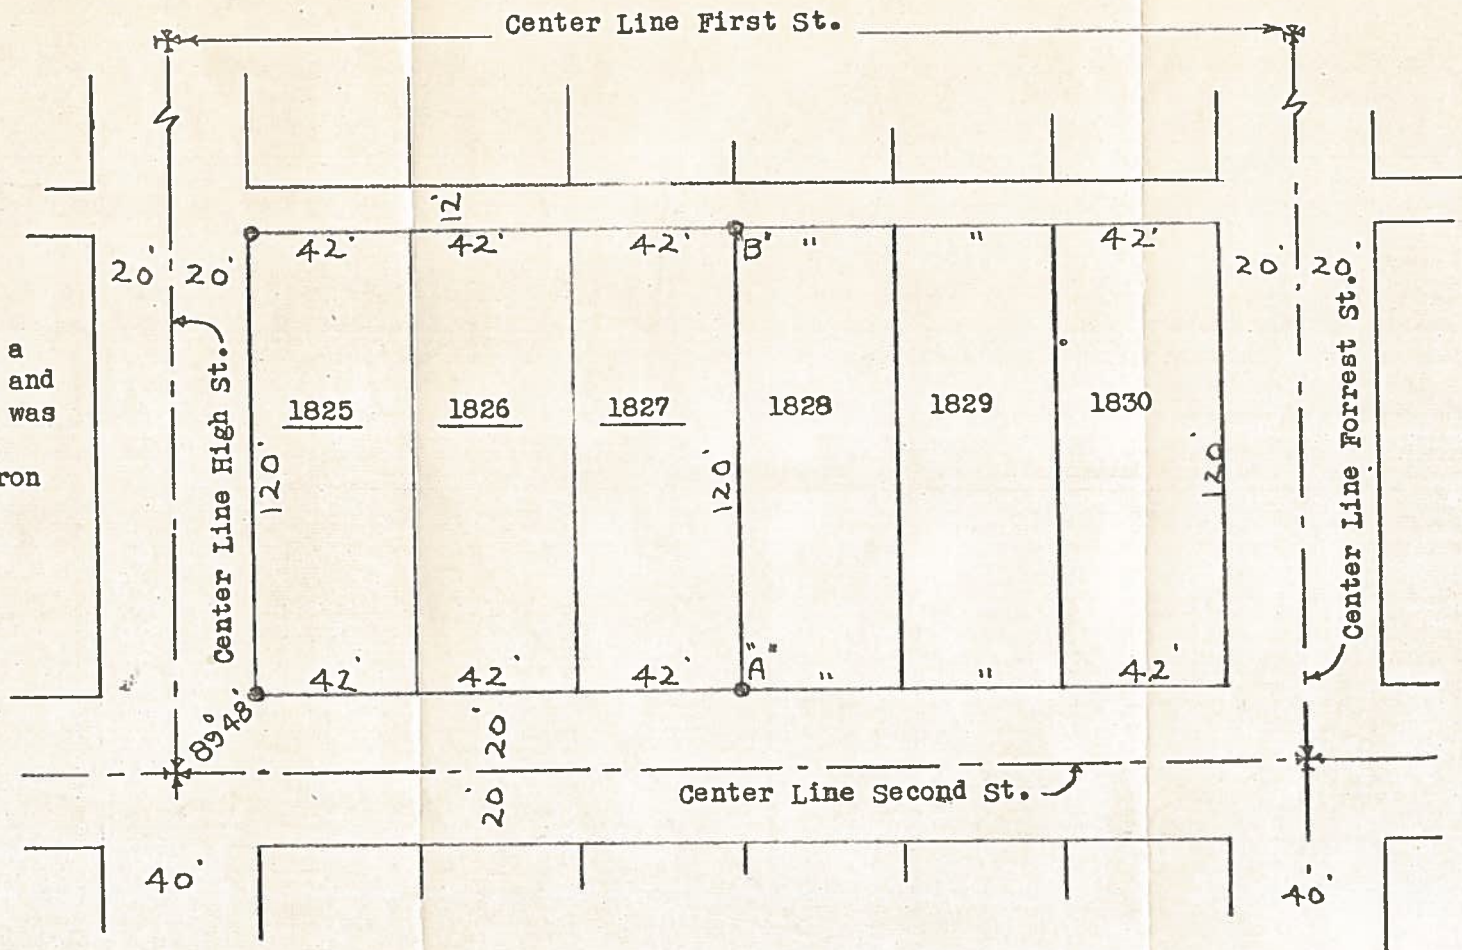 Center Line First St.
12'
42' 42' 42' B" " " 42'
20' 20' 20' 20'
a
and
was
ron
Center Line High St.
120'
1825 1826 1827 1828 1829 1830
120'
120'
Center Line Forrest St.
42' 42' 42' "A" " " 42'
89° 48'
20'
Center Line Second St.
20'
40' 40'